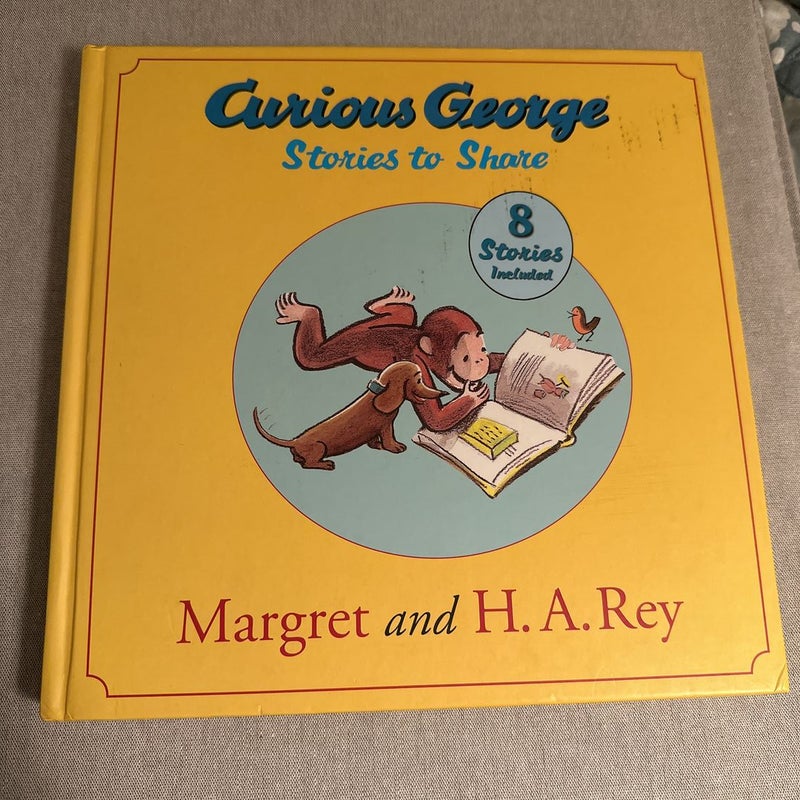 Curious George
Stories to Share
8
Stories
Included
Margret and H. A. Rey